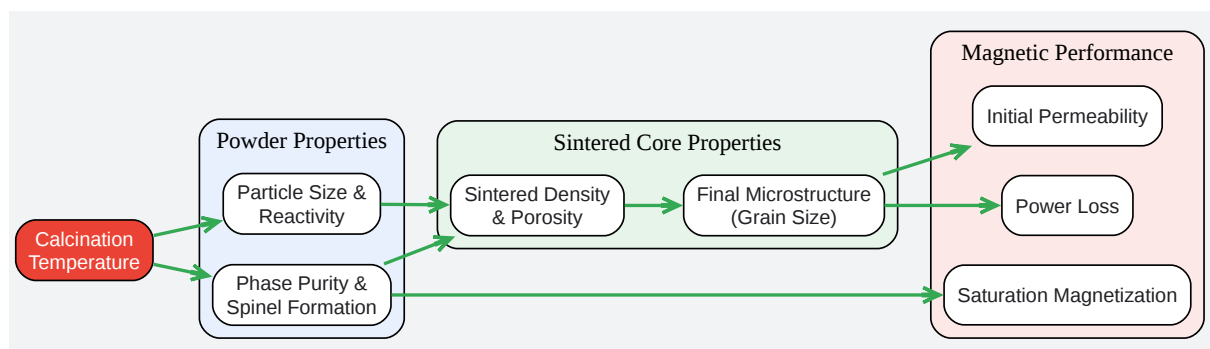 Calcination
Temperature
Powder Properties
Particle Size &
Reactivity
Phase Purity &
Spinel Formation
Sintered Core Properties
Sintered Density
& Porosity
Final Microstructure
(Grain Size)
Magnetic Performance
Initial Permeability
Power Loss
Saturation Magnetization